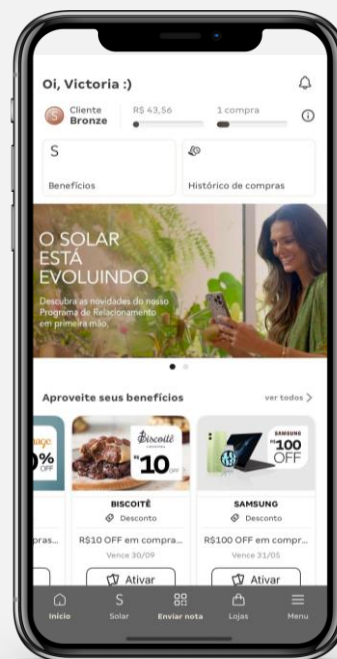 Oi, Victoria :)
Cliente
Bronze
R$ 43,56
1 compra
S
Benefícios
Histórico de compras
O SOLAR
ESTÁ
EVOLUINDO
Descubra as novidades do nosso
Programa de Relacionamento
em primeira mão.
Aproveite seus benefícios
ver todos
%
OFF
Biscoitê
R$10 OFF
SAMSUNG
R$100
OFF
BISCOITÊ
Desconto
R$10 OFF em compra...
Vence 30/09
Ativar
SAMSUNG
Desconto
R$100 OFF em compr...
Vence 31/05
Ativar
Início
S
Solar
Enviar nota
Lojas
Menu